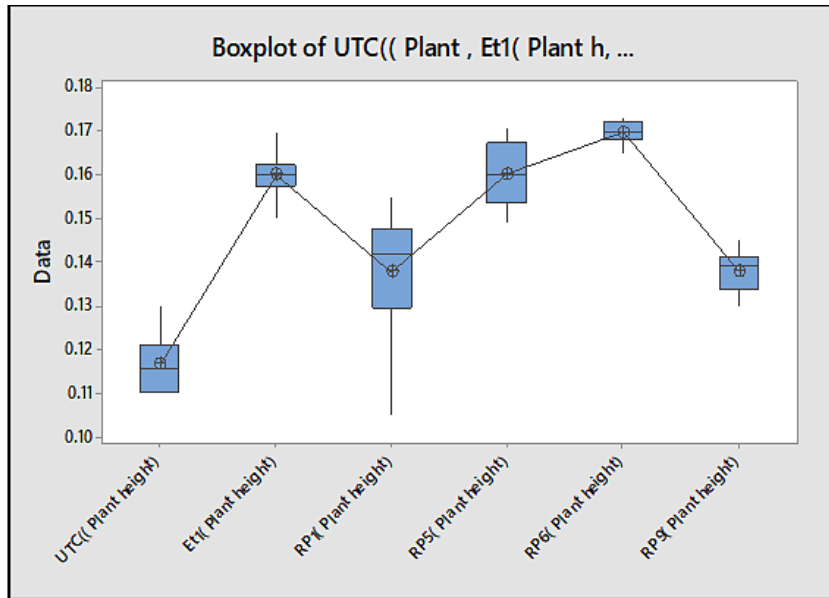 Boxplot of UTC(( Plant , Et1( Plant h, ...
0.18
0.17
0.16
0.15
0.14
0.13
0.12
0.11
0.10
Data
UTC(( Plant height)
Et1( Plant height)
RP1( Plant height)
RP5( Plant height)
RP6( Plant height)
RP9( Plant height)